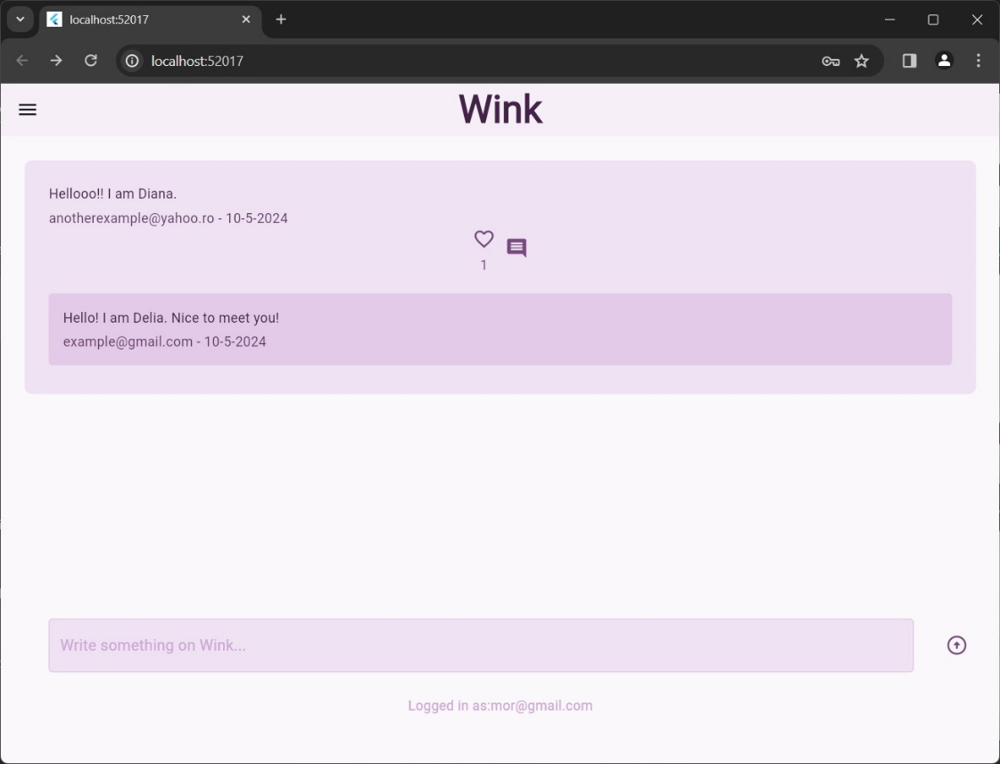 localhost:52017
localhost:52017
Wink
Hellooo!! I am Diana.
anotherexample@yahoo.ro - 10-5-2024
1
Hello! I am Delia. Nice to meet you!
example@gmail.com - 10-5-2024
Write something on Wink...
Logged in as:mor@gmail.com